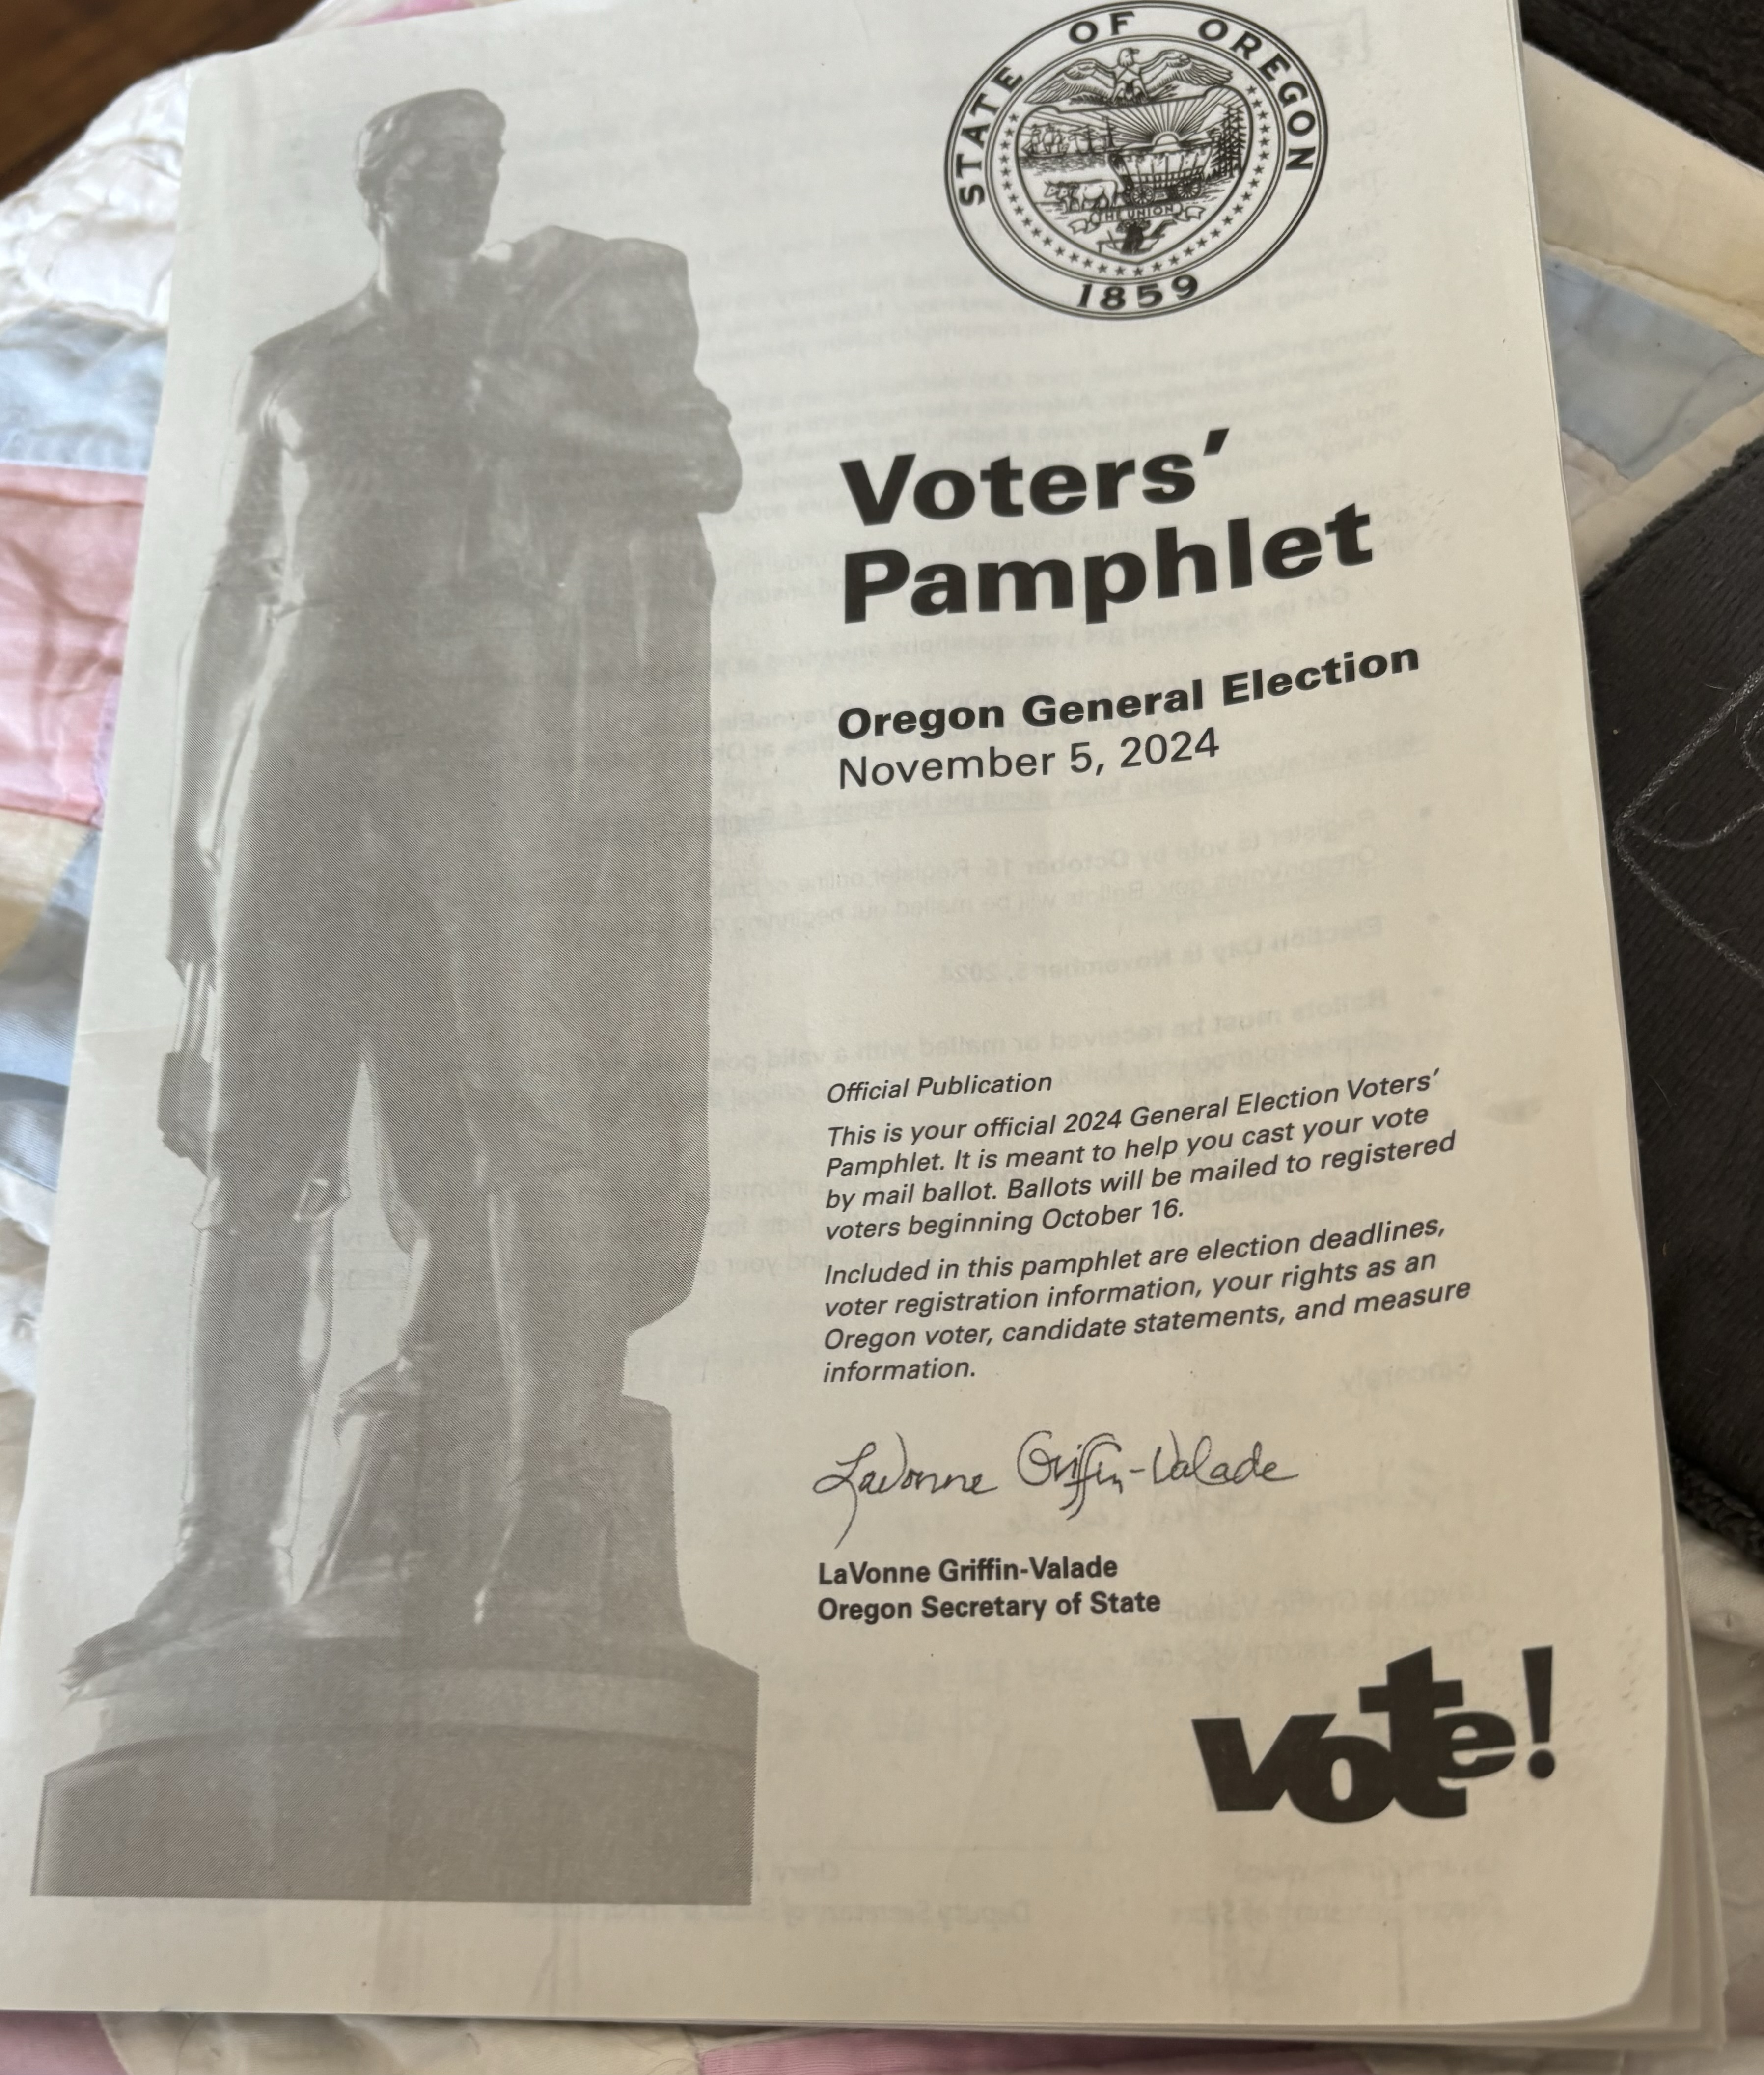 STATE OF OREGON
THE UNION
1859
Voters'
Pamphlet
Oregon General Election
November 5, 2024
Official Publication
This is your official 2024 General Election Voters'
Pamphlet. It is meant to help you cast your vote
by mail ballot. Ballots will be mailed to registered
voters beginning October 16.
Included in this pamphlet are election deadlines,
voter registration information, your rights as an
Oregon voter, candidate statements, and measure
information.
LaVonne Griffin-Valade
LaVonne Griffin-Valade
Oregon Secretary of State
vote!